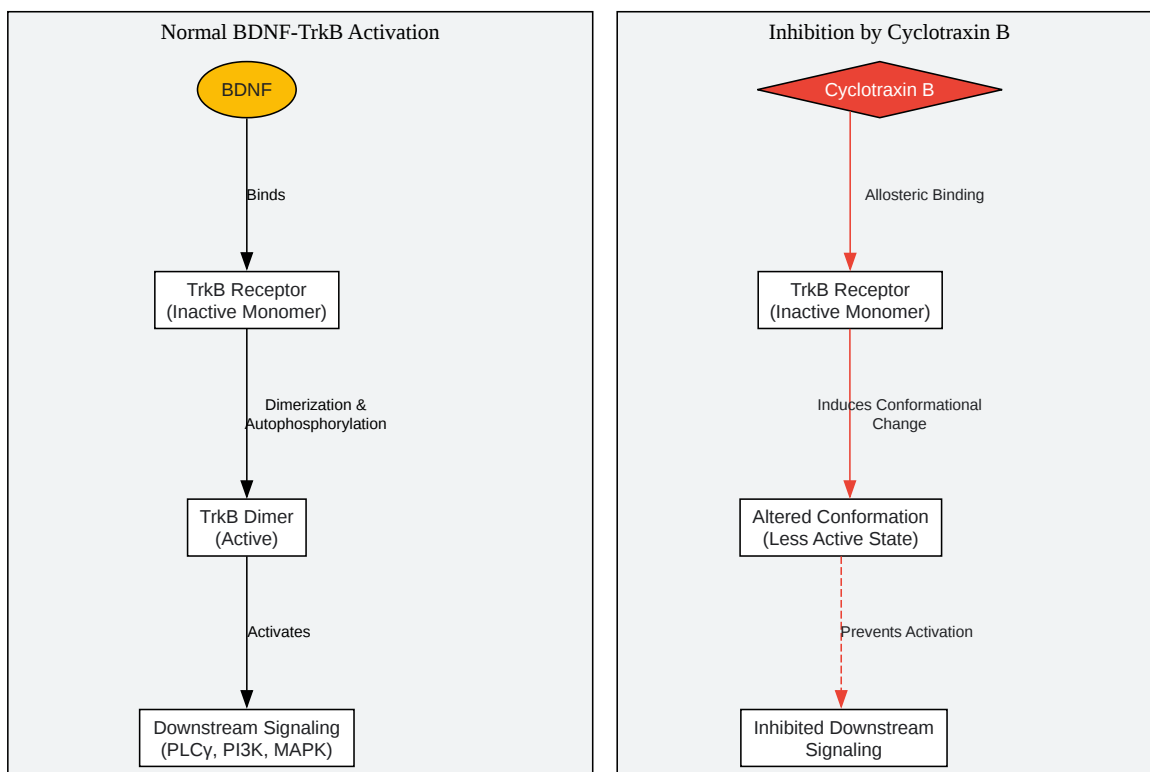 Normal BDNF-TrkB Activation
BDNF
Binds
TrkB Receptor
(Inactive Monomer)
Dimerization &
Autophosphorylation
TrkB Dimer
(Active)
Activates
Downstream Signaling
(PLCγ, PI3K, MAPK)
Inhibition by Cyclotraxin B
Cyclotraxin B
Allosteric Binding
TrkB Receptor
(Inactive Monomer)
Induces Conformational
Change
Altered Conformation
(Less Active State)
Prevents Activation
Inhibited Downstream
Signaling